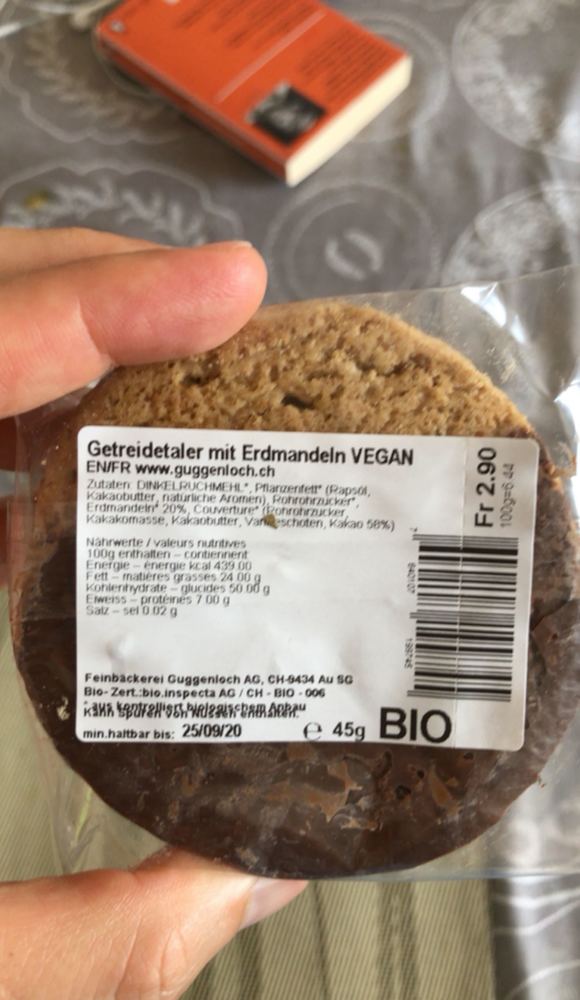 Getreidetaler mit Erdmandeln VEGAN
EN/FR www.guggenloch.ch
Zutaten: DINKELRUCHMEHL*, Pflanzenfett* (Rapsöl,
Kakaobutter, natürliche Aromen), Rohrohrzucker*,
Erdmandeln* 20%, Couverture* (Rohrohrzucker,
Kakakomasse, Kakaobutter, Vanilleschoten, Kakao 58%)
Nährwerte / valeurs nutritives
100g enthalten – contiennent
Energie – énergie kcal 439.00
Fett – matières grasses 24.00 g
Kohlenhydrate – glucides 50.00 g
Eiweiss – protéines 7.00 g
Salz – sel 0.02 g
Feinbäckerei Guggenloch AG, CH-9434 Au SG
Bio-Zert.:bio.inspecta AG / CH - BIO - 006
* aus kontrolliert biologischem Anbau
Kann Spuren von Nüssen enthalten.
min.haltbar bis: 25/09/20
e 45g BIO
Fr 2.90
100g=6.44